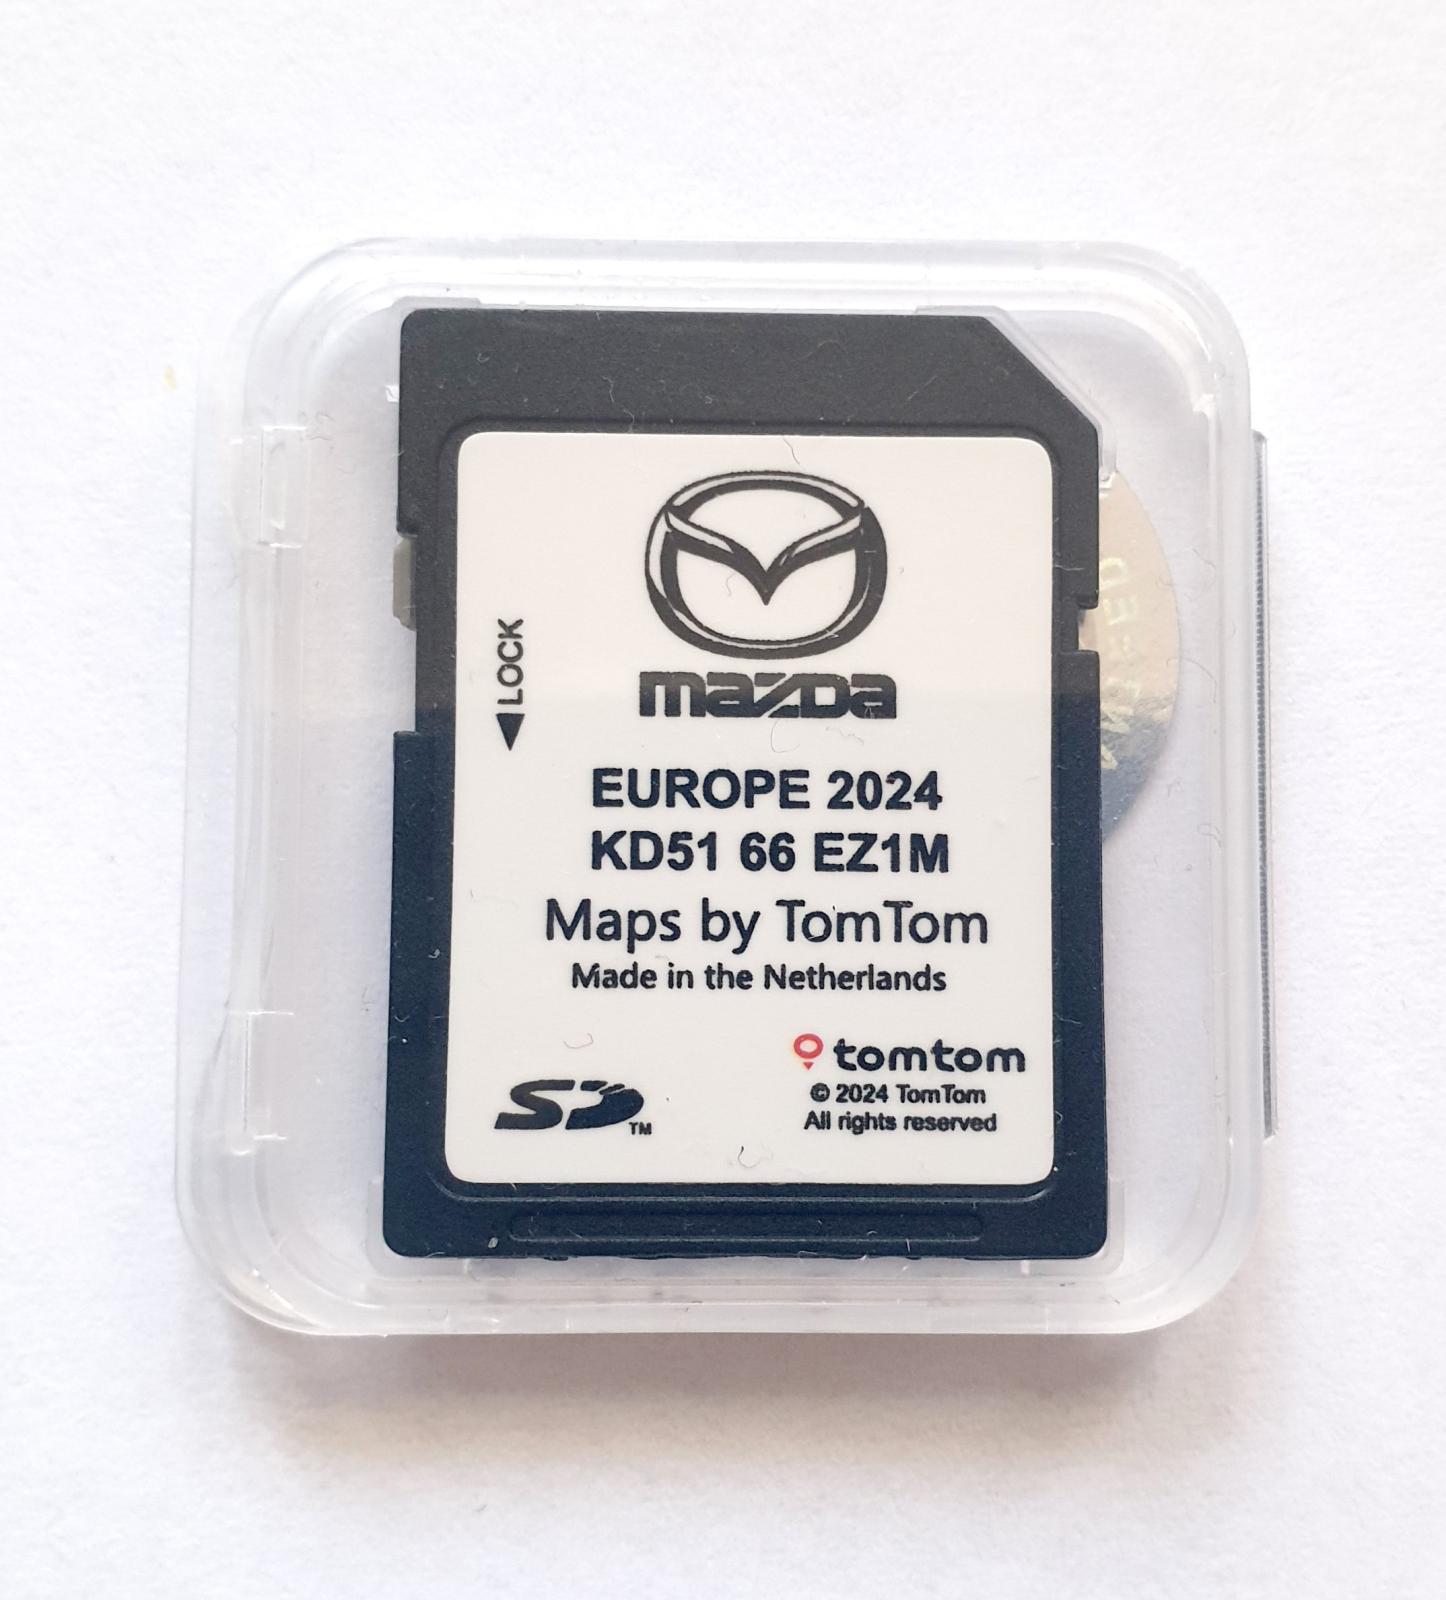 LOCK
mazda
EUROPE 2024
KD51 66 EZ1M
Maps by TomTom
Made in the Netherlands
tomtom
© 2024 TomTom
All rights reserved
SD
TM